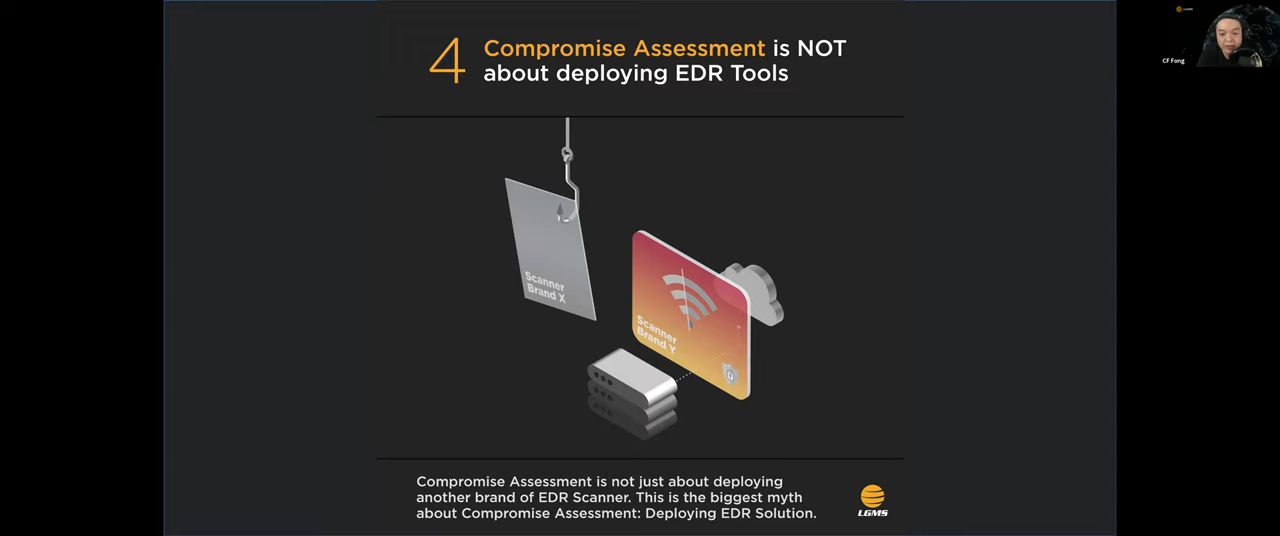 4
Compromise Assessment is NOT
about deploying EDR Tools
Scanner
Brand X
Scanner
Brand Y
Compromise Assessment is not just about deploying
another brand of EDR Scanner. This is the biggest myth
about Compromise Assessment: Deploying EDR Solution.
LGMS
CF Fong